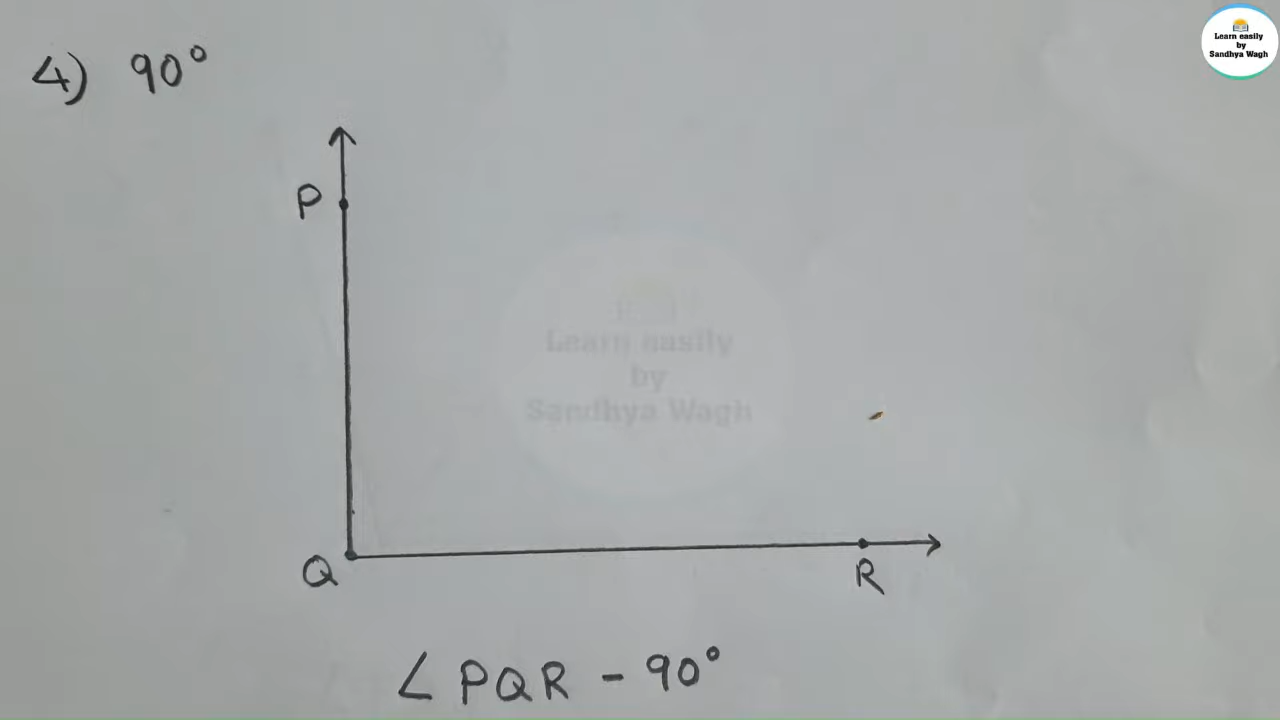 Learn easily
by
Sandhya Wagh
4) 90°
P
Learn easily
by
Sandhya Wagh
Q
R
∠ PQR - 90°